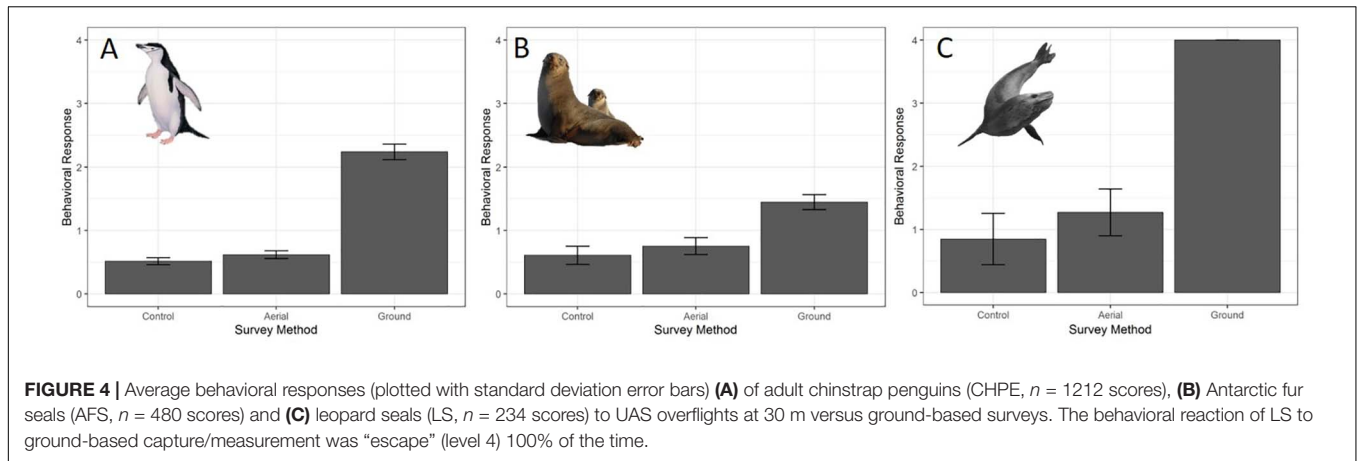 A
4
3
2
1
0
Behavioral Response
Control
Aerial
Ground
Survey Method
B
4
3
2
1
0
Behavioral Response
Control
Aerial
Ground
Survey Method
C
4
3
2
1
0
Behavioral Response
Control
Aerial
Ground
Survey Method
FIGURE 4 | Average behavioral responses (plotted with standard deviation error bars) (A) of adult chinstrap penguins (CHPE, n = 1212 scores), (B) Antarctic fur
seals (AFS, n = 480 scores) and (C) leopard seals (LS, n = 234 scores) to UAS overflights at 30 m versus ground-based surveys. The behavioral reaction of LS to
ground-based capture/measurement was “escape” (level 4) 100% of the time.